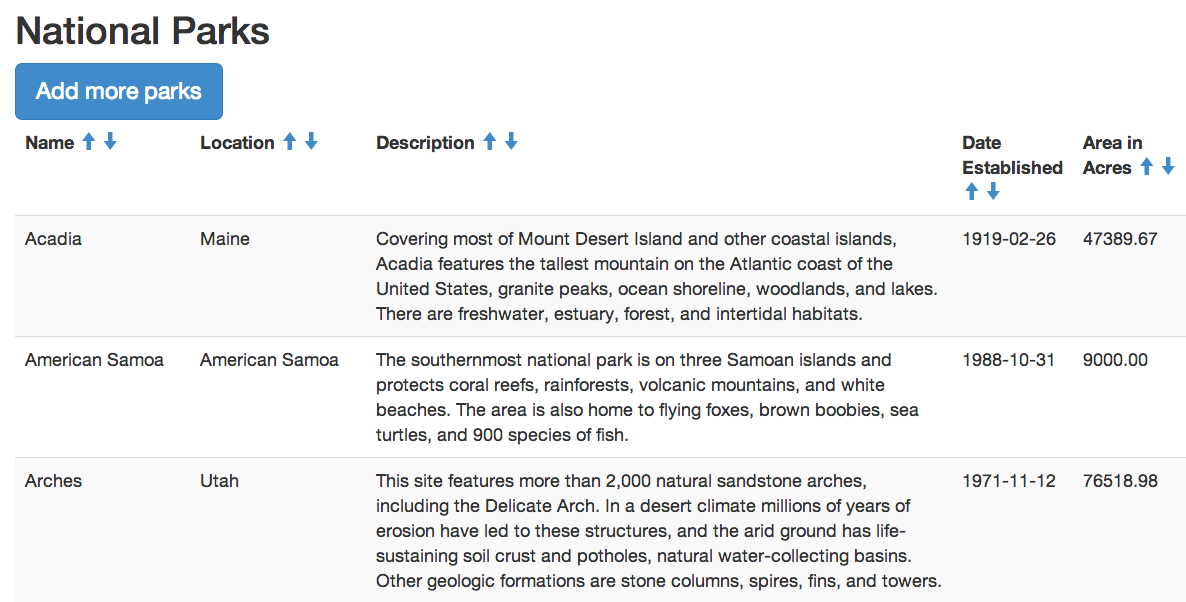 National Parks
Add more parks
Name Location Description Date Established Area in Acres
Acadia Maine Covering most of Mount Desert Island and other coastal islands, 1919-02-26 47389.67
Acadia features the tallest mountain on the Atlantic coast of the
United States, granite peaks, ocean shoreline, woodlands, and lakes.
There are freshwater, estuary, forest, and intertidal habitats.
American Samoa American Samoa The southernmost national park is on three Samoan islands and 1988-10-31 9000.00
protects coral reefs, rainforests, volcanic mountains, and white
beaches. The area is also home to flying foxes, brown boobies, sea
turtles, and 900 species of fish.
Arches Utah This site features more than 2,000 natural sandstone arches, 1971-11-12 76518.98
including the Delicate Arch. In a desert climate millions of years of
erosion have led to these structures, and the arid ground has life-
sustaining soil crust and potholes, natural water-collecting basins.
Other geologic formations are stone columns, spires, fins, and towers.